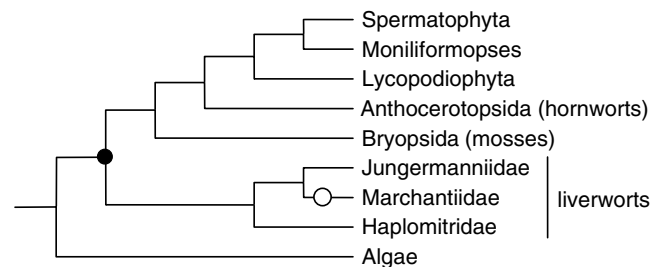 Spermatophyta
Moniliformopses
Lycopodiophyta
Anthocerotopsida (hornworts)
Bryopsida (mosses)
Jungermanniidae
Marchantiidae
liverworts
Haplomitridae
Algae